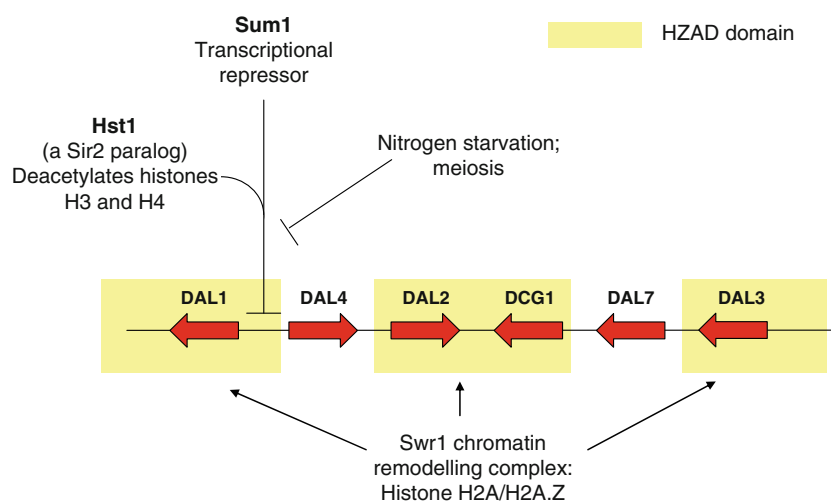 Sum1
Transcriptional
repressor
HZAD domain
Hst1
(a Sir2 paralog)
Deacetylates histones
H3 and H4
Nitrogen starvation;
meiosis
DAL1 DAL4 DAL2 DCG1 DAL7 DAL3
Swr1 chromatin
remodelling complex:
Histone H2A/H2A.Z